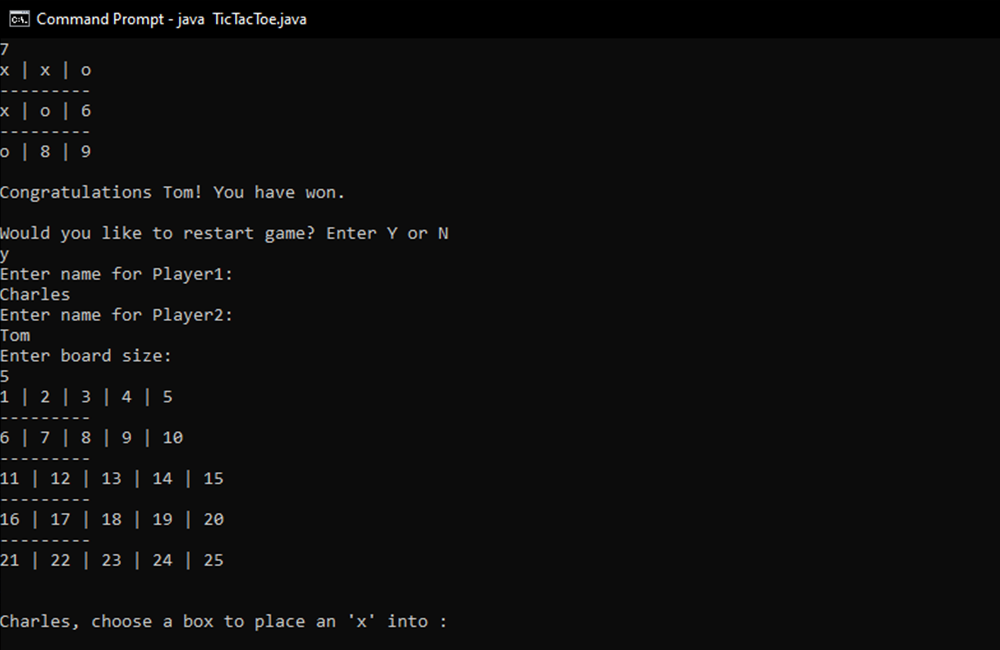 Command Prompt - java  TicTacToe.java
7
x | x | o
---------
x | o | 6
---------
o | 8 | 9
Congratulations Tom! You have won.
Would you like to restart game? Enter Y or N
y
Enter name for Player1:
Charles
Enter name for Player2:
Tom
Enter board size:
5
1 | 2 | 3 | 4 | 5
---------
6 | 7 | 8 | 9 | 10
---------
11 | 12 | 13 | 14 | 15
---------
16 | 17 | 18 | 19 | 20
---------
21 | 22 | 23 | 24 | 25
Charles, choose a box to place an 'x' into :